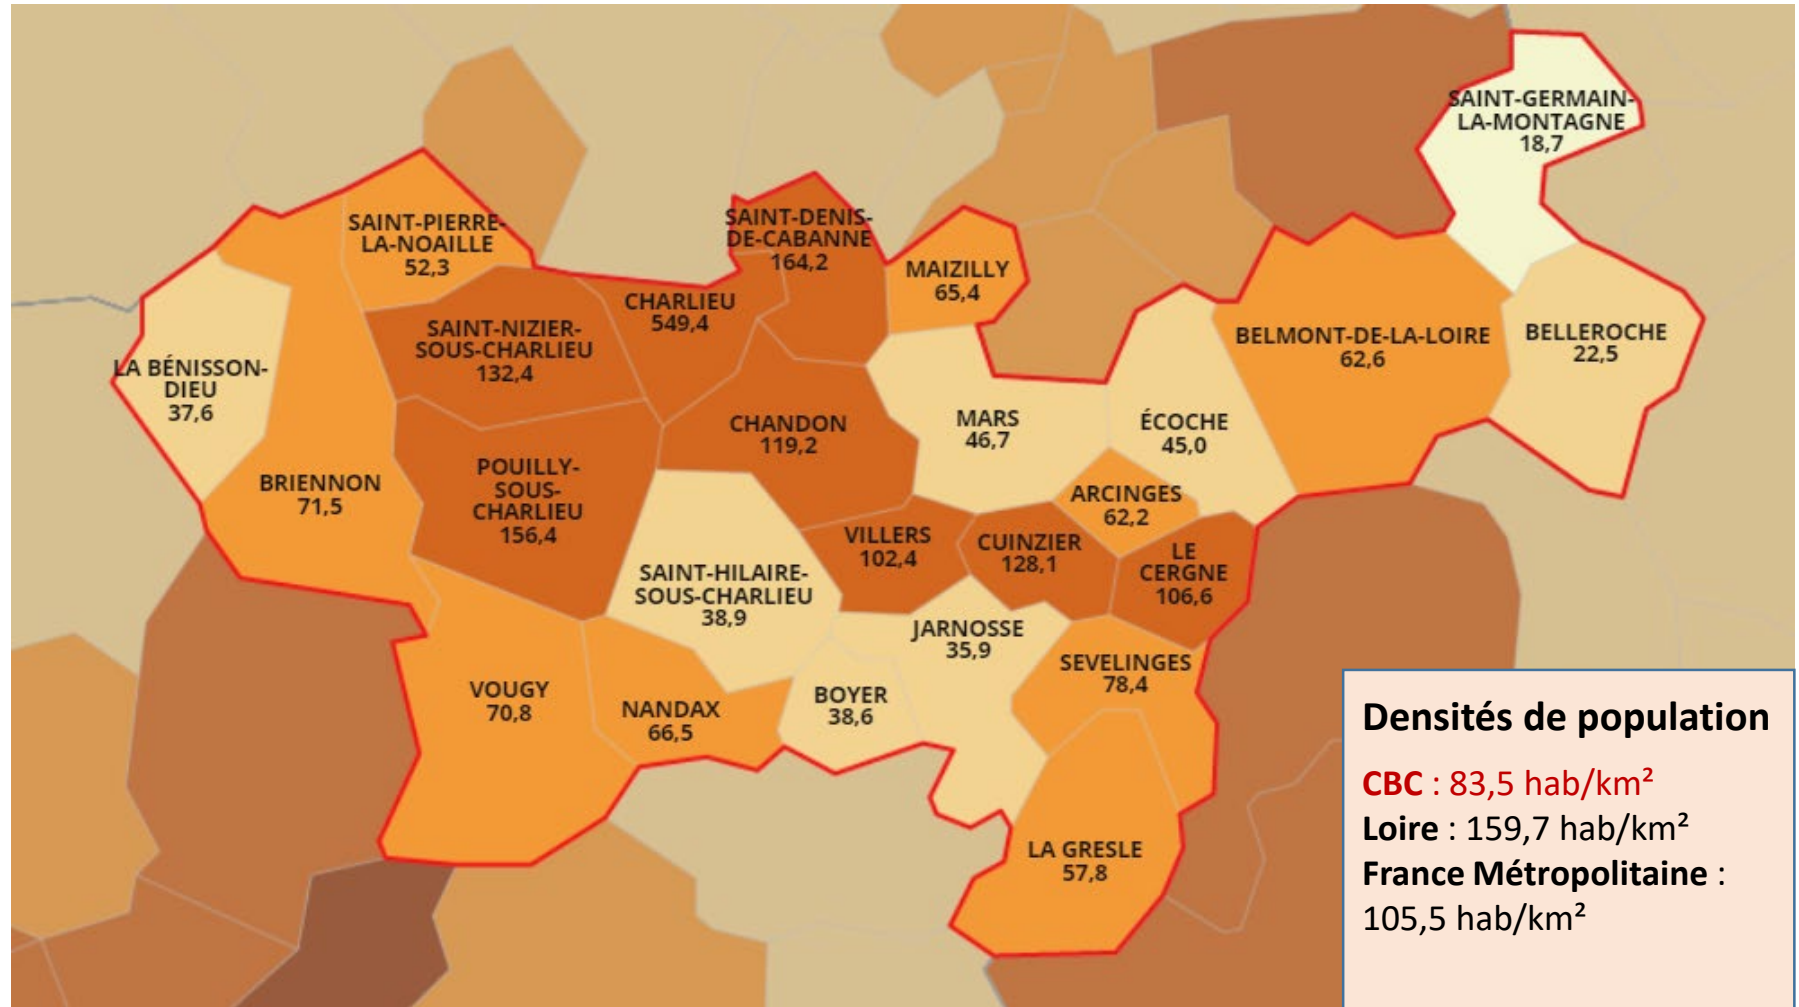 SAINT-GERMAIN-
LA-MONTAGNE
18,7
SAINT-PIERRE-
LA-NOAILLE
52,3
SAINT-DENIS-
DE-CABANNE
164,2
MAIZILLY
65,4
CHARLIEU
549,4
SAINT-NIZIER-
SOUS-CHARLIEU
132,4
BELMONT-DE-LA-LOIRE
62,6
BELLEROCHE
22,5
LA BÉNISSON-
DIEU
37,6
CHANDON
119,2
MARS
46,7
ÉCOCHE
45,0
BRIENNON
71,5
POUILLY-
SOUS-
CHARLIEU
156,4
ARCINGES
62,2
VILLERS
102,4
CUINZIER
128,1
LE
CERGNE
106,6
SAINT-HILAIRE-
SOUS-CHARLIEU
38,9
JARNOSSE
35,9
SEVELINGES
78,4
VOUGY
70,8
NANDAX
66,5
BOYER
38,6
LA GRESLE
57,8
Densités de population
CBC : 83,5 hab/km²
Loire : 159,7 hab/km²
France Métropolitaine :
105,5 hab/km²